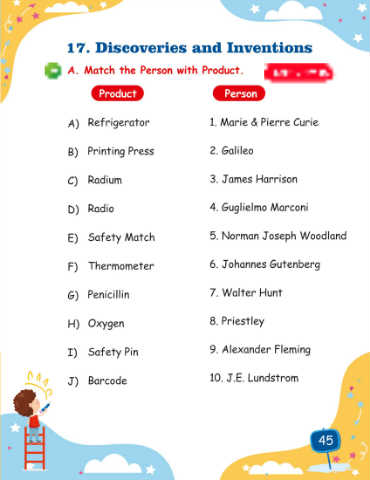 17. Discoveries and Inventions
A. Match the Person with Product.
Product Person
A) Refrigerator 1. Marie & Pierre Curie
B) Printing Press 2. Galileo
C) Radium 3. James Harrison
D) Radio 4. Guglielmo Marconi
E) Safety Match 5. Norman Joseph Woodland
F) Thermometer 6. Johannes Gutenberg
G) Penicillin 7. Walter Hunt
H) Oxygen 8. Priestley
I) Safety Pin 9. Alexander Fleming
J) Barcode 10. J.E. Lundstrom
45